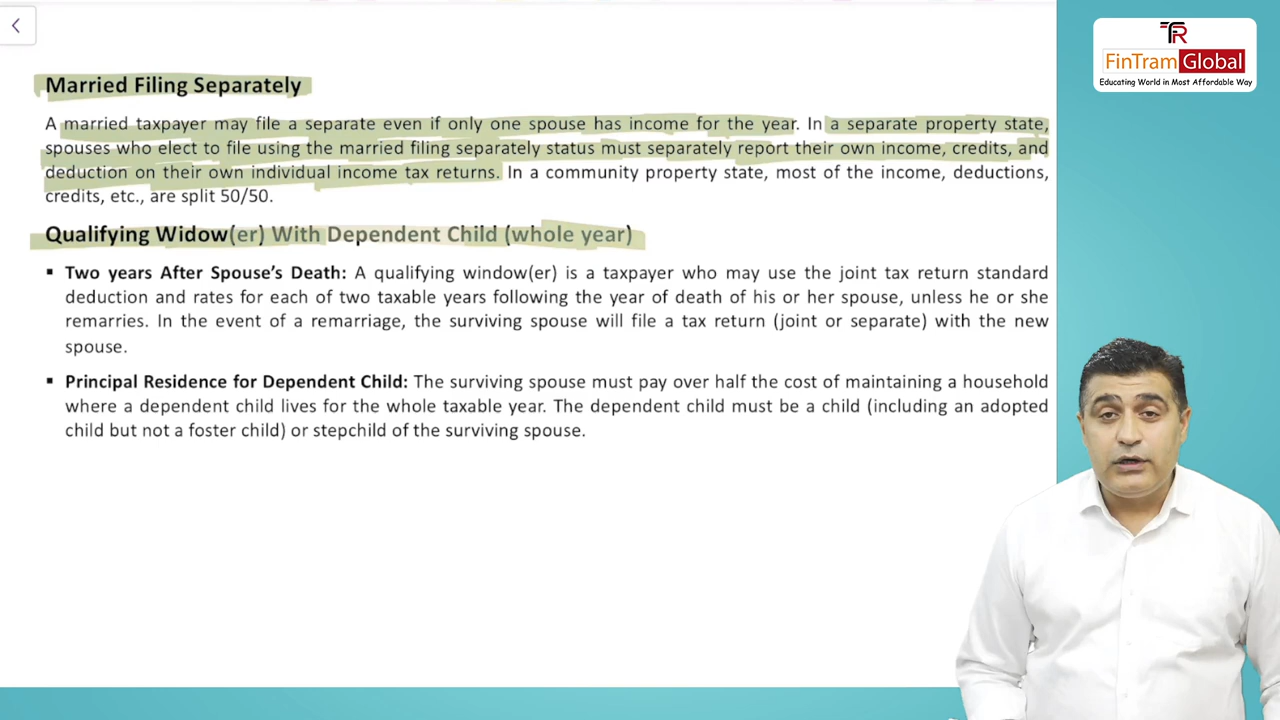 Married Filing Separately
A married taxpayer may file a separate even if only one spouse has income for the year. In a separate property state,
spouses who elect to file using the married filing separately status must separately report their own income, credits, and
deduction on their own individual income tax returns. In a community property state, most of the income, deductions,
credits, etc., are split 50/50.
Qualifying Widow(er) With Dependent Child (whole year)
▪ Two years After Spouse’s Death: A qualifying window(er) is a taxpayer who may use the joint tax return standard
deduction and rates for each of two taxable years following the year of death of his or her spouse, unless he or she
remarries. In the event of a remarriage, the surviving spouse will file a tax return (joint or separate) with the new
spouse.
▪ Principal Residence for Dependent Child: The surviving spouse must pay over half the cost of maintaining a household
where a dependent child lives for the whole taxable year. The dependent child must be a child (including an adopted
child but not a foster child) or stepchild of the surviving spouse.
FinTram Global
Educating World in Most Affordable Way